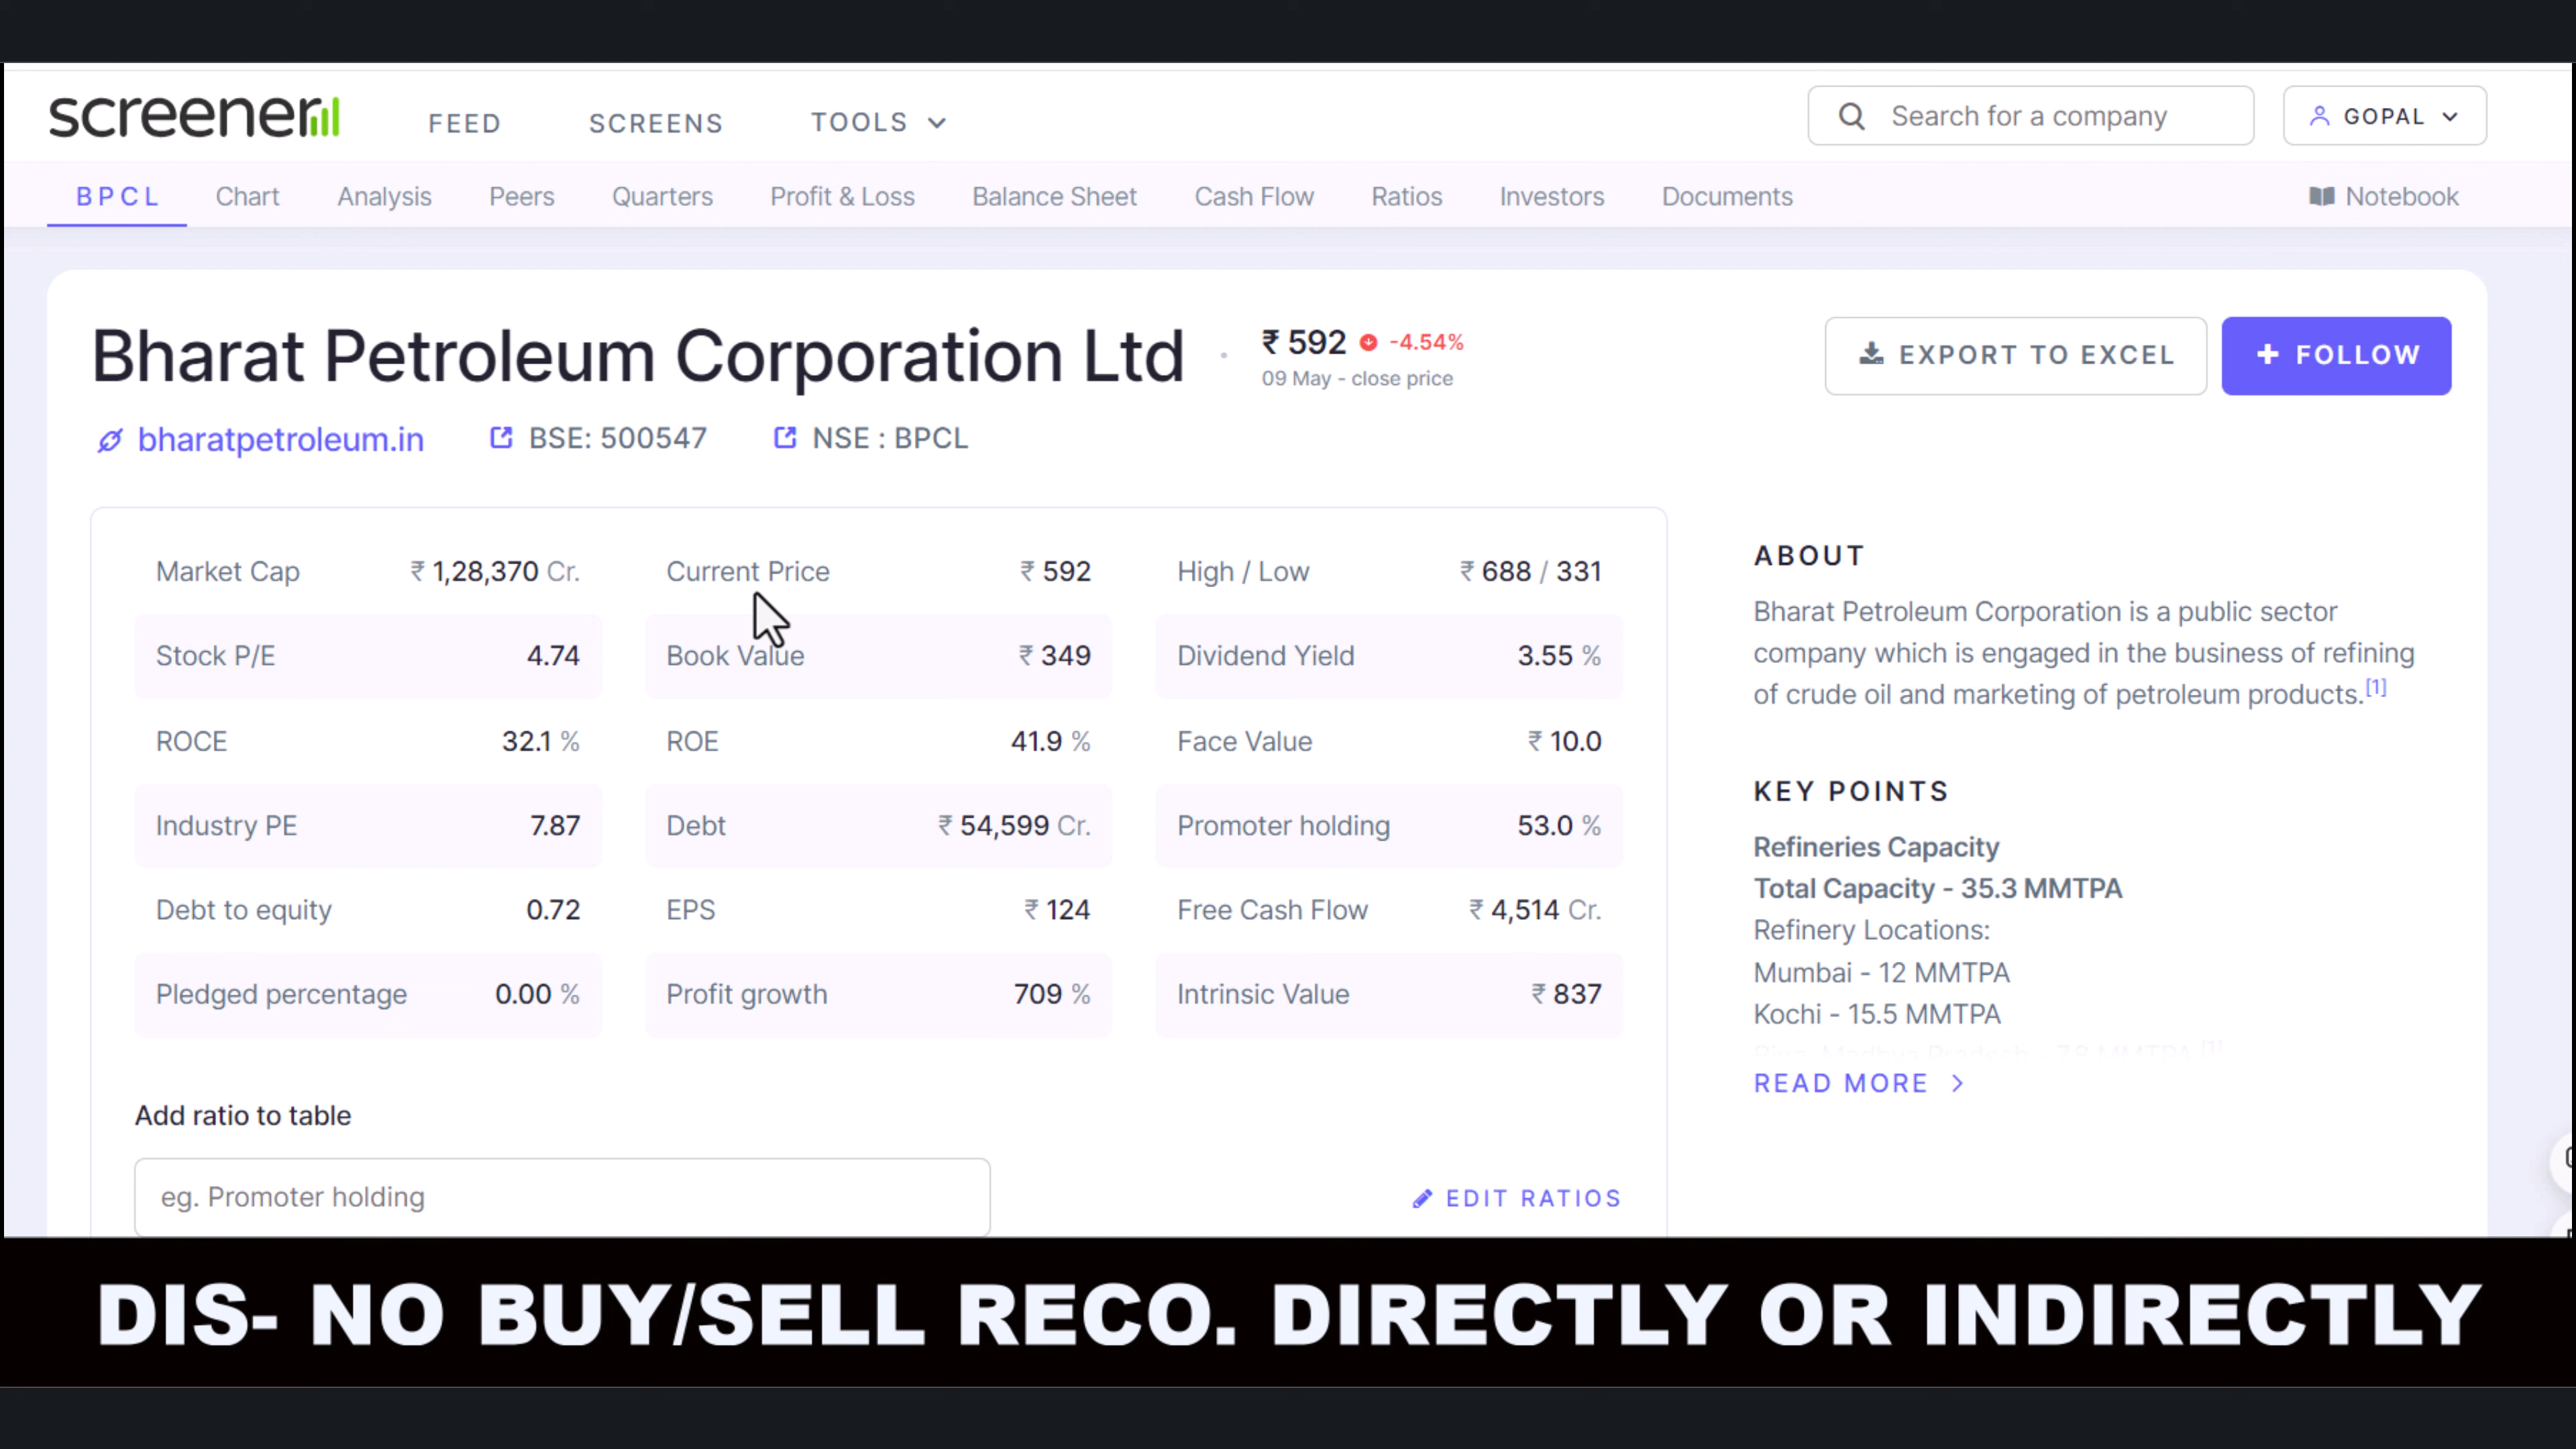 screener FEED SCREENS TOOLS Search for a company GOPAL
BPCL Chart Analysis Peers Quarters Profit & Loss Balance Sheet Cash Flow Ratios Investors Documents Notebook
Bharat Petroleum Corporation Ltd ₹ 592 -4.54%
09 May - close price
EXPORT TO EXCEL + FOLLOW
bharatpetroleum.in BSE: 500547 NSE : BPCL
Market Cap ₹ 1,28,370 Cr. Current Price ₹ 592 High / Low ₹ 688 / 331
Stock P/E 4.74 Book Value ₹ 349 Dividend Yield 3.55 %
ROCE 32.1 % ROE 41.9 % Face Value ₹ 10.0
Industry PE 7.87 Debt ₹ 54,599 Cr. Promoter holding 53.0 %
Debt to equity 0.72 EPS ₹ 124 Free Cash Flow ₹ 4,514 Cr.
Pledged percentage 0.00 % Profit growth 709 % Intrinsic Value ₹ 837
Add ratio to table
eg. Promoter holding
EDIT RATIOS
ABOUT
Bharat Petroleum Corporation is a public sector
company which is engaged in the business of refining
of crude oil and marketing of petroleum products.[1]
KEY POINTS
Refineries Capacity
Total Capacity - 35.3 MMTPA
Refinery Locations:
Mumbai - 12 MMTPA
Kochi - 15.5 MMTPA
READ MORE
DIS- NO BUY/SELL RECO. DIRECTLY OR INDIRECTLY